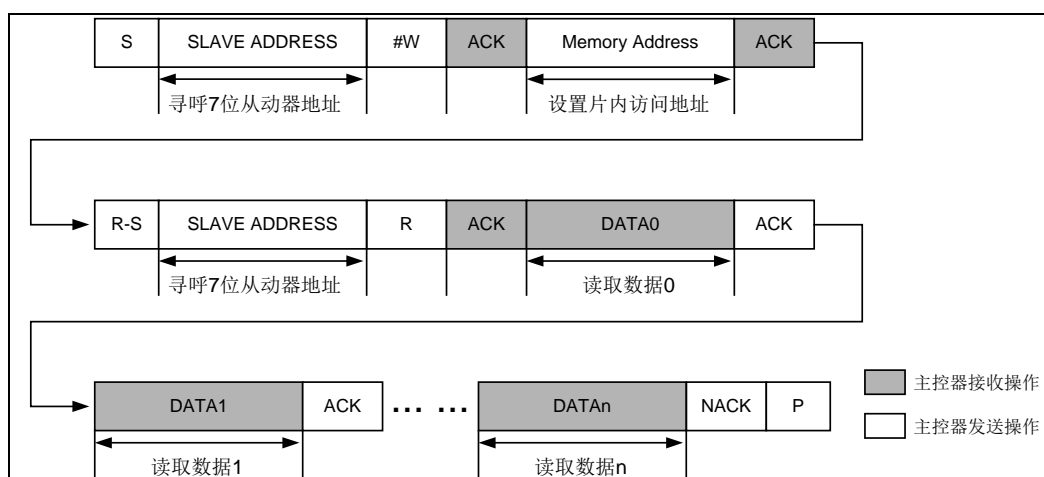 S SLAVE ADDRESS #W ACK Memory Address ACK
寻呼7位从动器地址 设置片内访问地址
R-S SLAVE ADDRESS R ACK DATA0 ACK
寻呼7位从动器地址 读取数据0
DATA1 ACK ... ... DATAn NACK P
读取数据1 读取数据n
主控器接收操作
主控器发送操作